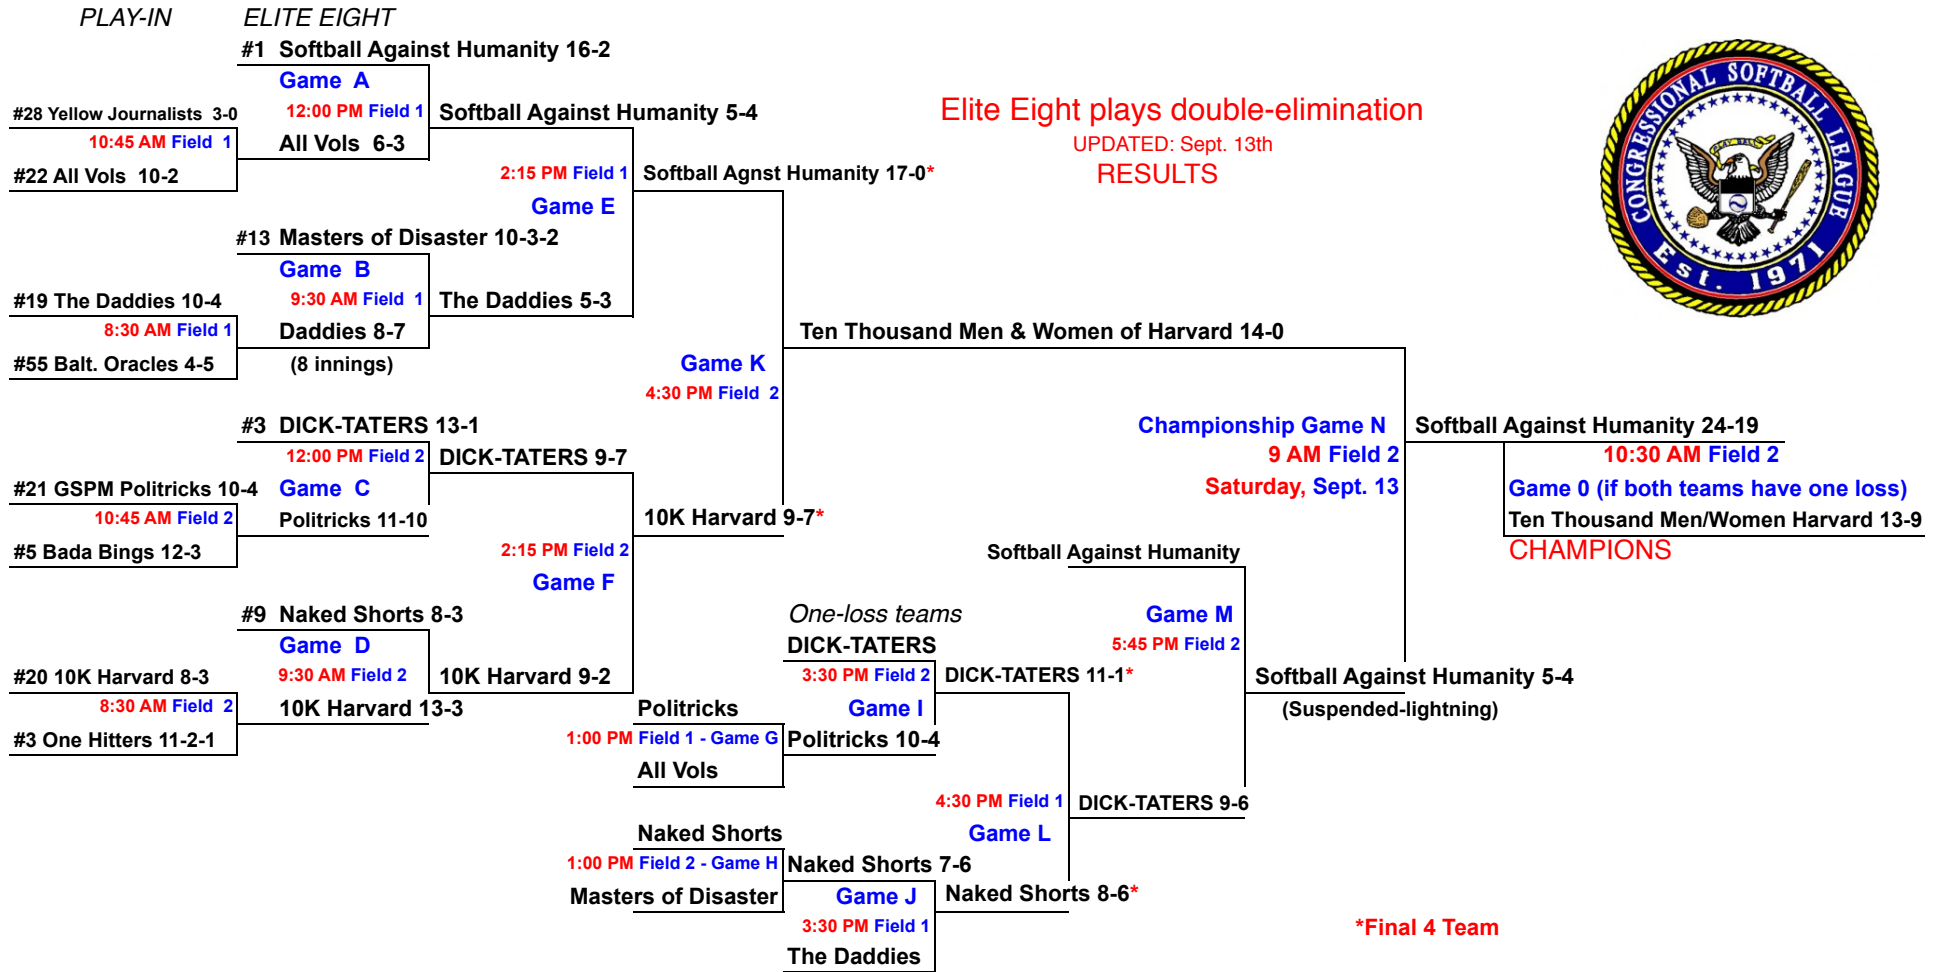 PLAY-IN
ELITE EIGHT
#1 Softball Against Humanity 16-2
Game A
#28 Yellow Journalists 3-0
12:00 PM Field 1
Softball Against Humanity 5-4
10:45 AM Field 1
All Vols 6-3
#22 All Vols 10-2
2:15 PM Field 1
Softball Agnst Humanity 17-0*
Game E
#13 Masters of Disaster 10-3-2
Game B
#19 The Daddies 10-4
9:30 AM Field 1
The Daddies 5-3
8:30 AM Field 1
Daddies 8-7
#55 Balt. Oracles 4-5
(8 innings)
Elite Eight plays double-elimination
UPDATED: Sept. 13th
RESULTS
CONGRESSIONAL SOFTBALL LEAGUE
PLAY BALL
Est. 1971
Ten Thousand Men & Women of Harvard 14-0
Game K
4:30 PM Field 2
#3 DICK-TATERS 13-1
12:00 PM Field 2
DICK-TATERS 9-7
#21 GSPM Politricks 10-4
Game C
10:45 AM Field 2
Politricks 11-10
10K Harvard 9-7*
#5 Bada Bings 12-3
2:15 PM Field 2
Game F
#9 Naked Shorts 8-3
Game D
#20 10K Harvard 8-3
9:30 AM Field 2
10K Harvard 9-2
8:30 AM Field 2
10K Harvard 13-3
#3 One Hitters 11-2-1
Championship Game N
9 AM Field 2
Saturday, Sept. 13
Softball Against Humanity 24-19
10:30 AM Field 2
Game 0 (if both teams have one loss)
Ten Thousand Men/Women Harvard 13-9
CHAMPIONS
Softball Against Humanity
One-loss teams
Game M
DICK-TATERS
5:45 PM Field 2
3:30 PM Field 2
DICK-TATERS 11-1*
Softball Against Humanity 5-4
(Suspended-lightning)
Politricks
Game I
1:00 PM Field 1 - Game G
Politricks 10-4
All Vols
4:30 PM Field 1
DICK-TATERS 9-6
Naked Shorts
Game L
1:00 PM Field 2 - Game H
Naked Shorts 7-6
Masters of Disaster
Game J
Naked Shorts 8-6*
3:30 PM Field 1
The Daddies
*Final 4 Team